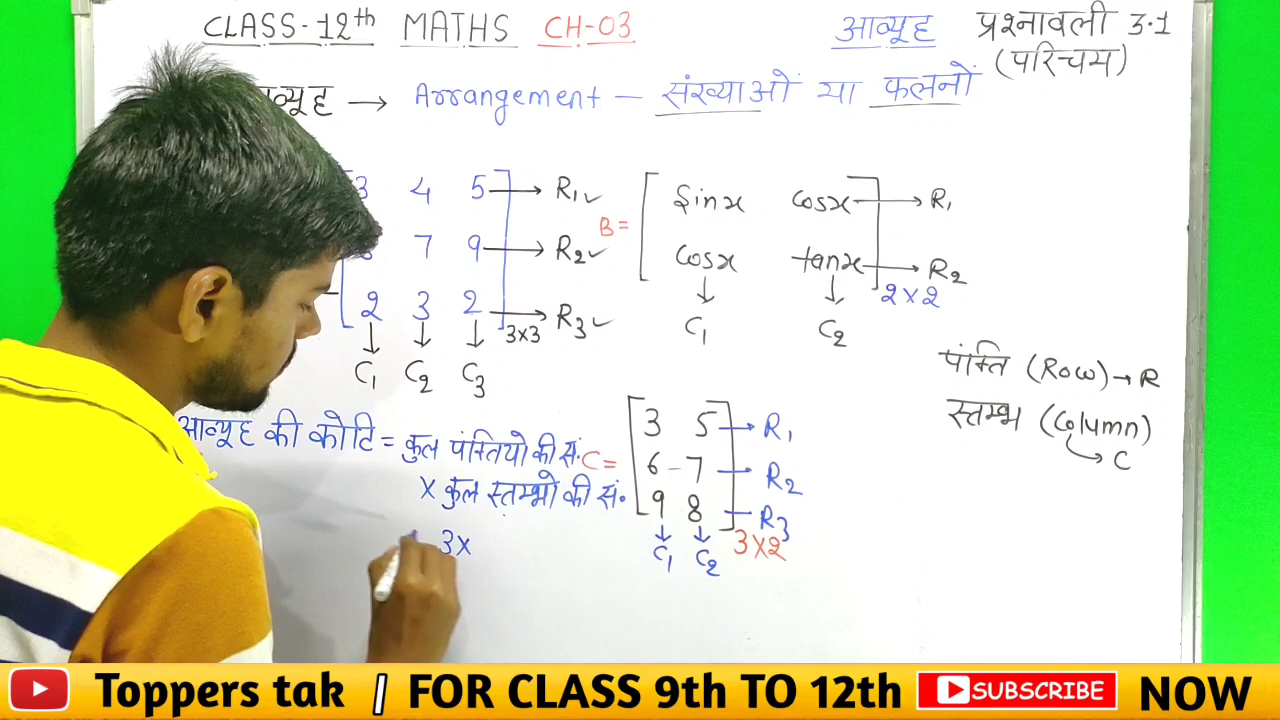 CLASS-12th MATHS CH-03 आव्यूह प्रश्नावली 3.1
(परिचय)
व्यूह → Arrangement – संख्याओं या कलनों
3 4 5 → R1 ✓
7 9 → R2 ✓
2 3 2 → R3 ✓
3x3
↓ ↓ ↓
C1 C2 C3
B = [ Sinx cosx → R1
cosx tanx → R2
2x2
↓ ↓
C1 C2
पंक्ति (Row) → R
स्तम्भ (Column)
→ C
आव्यूह की कोटि = कुल पंक्तियो की सं.
x कुल स्तम्भो की सं.
3x
C = [ 3 5 ] → R1
6 - 7 → R2
9 8 – R3
3x2
↓ ↓
C1 C2
Toppers tak | FOR CLASS 9th TO 12th SUBSCRIBE NOW